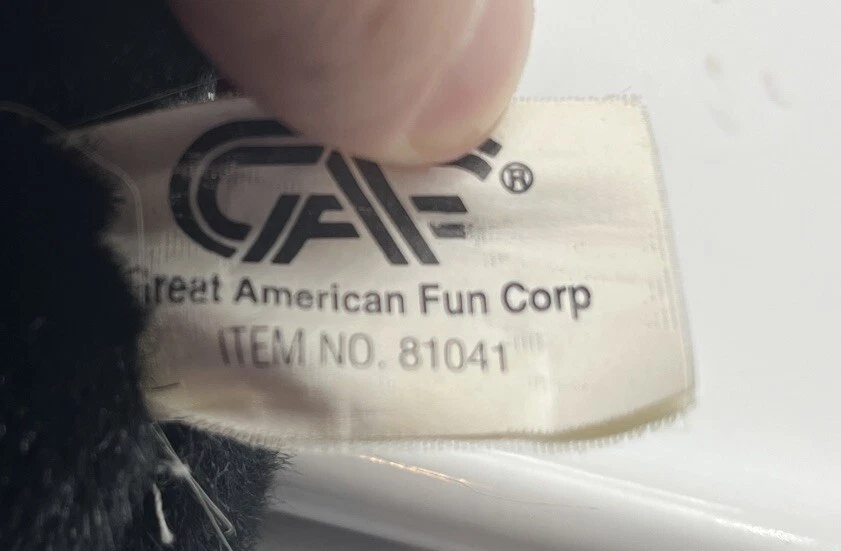 GAF®
Great American Fun Corp
ITEM NO. 81041